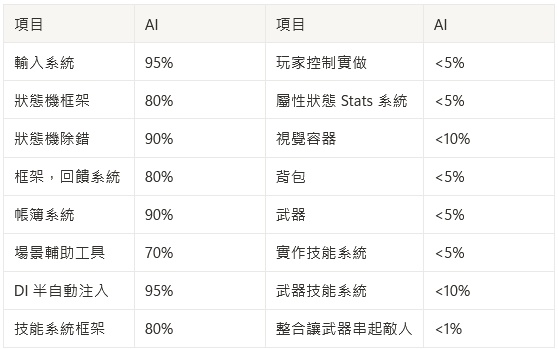 項目 AI 項目 AI
輸入系統 95% 玩家控制實做 <5%
狀態機框架 80% 屬性狀態 Stats 系統 <5%
狀態機除錯 90% 視覺容器 <10%
框架，回饋系統 80% 背包 <5%
帳簿系統 90% 武器 <5%
場景輔助工具 70% 實作技能系統 <5%
DI 半自動注入 95% 武器技能系統 <10%
技能系統框架 80% 整合讓武器串起敵人 <1%